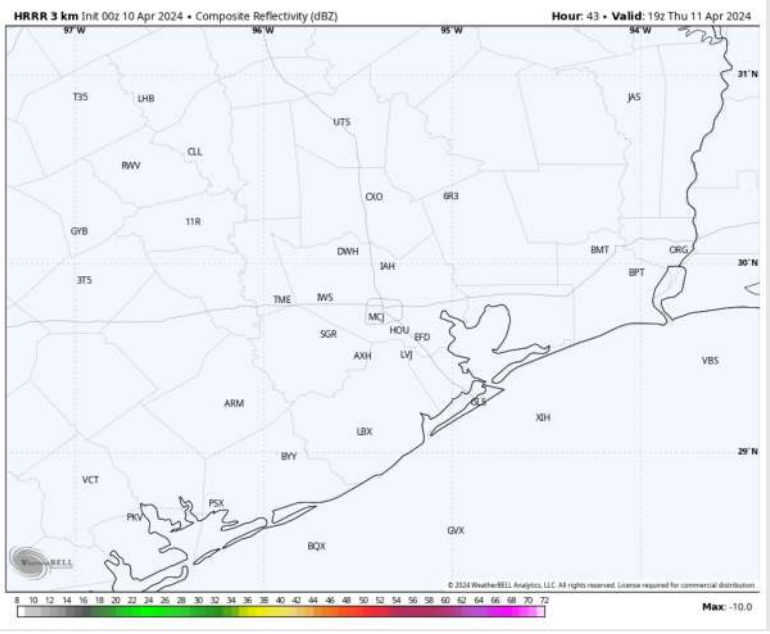 HRRR 3 km Init 00z 10 Apr 2024 • Composite Reflectivity (dBZ) Hour: 43 • Valid: 19z Thu 11 Apr 2024
97°W 96°W 95°W 94°W
31°N
T35 LHB JAS
UTS
CLL
RWV
CXO 6R3
11R
GYB
DWH BMT ORG
IAH 30°N
BPT
3T5
TME IWS
MCJ
SGR HOU EFD
AXH LVJ
VBS
ARM GLS
XIH
LBX
BYY 29°N
VCT
PSX
PKV
GVX
BQX
WeatherBELL
© 2024 WeatherBELL Analytics, LLC. All rights reserved. License required for commercial distribution.
8 10 12 14 16 18 20 22 24 26 28 30 32 34 36 38 40 42 44 46 48 50 52 54 56 58 60 62 64 66 68 70 72
Max: -10.0